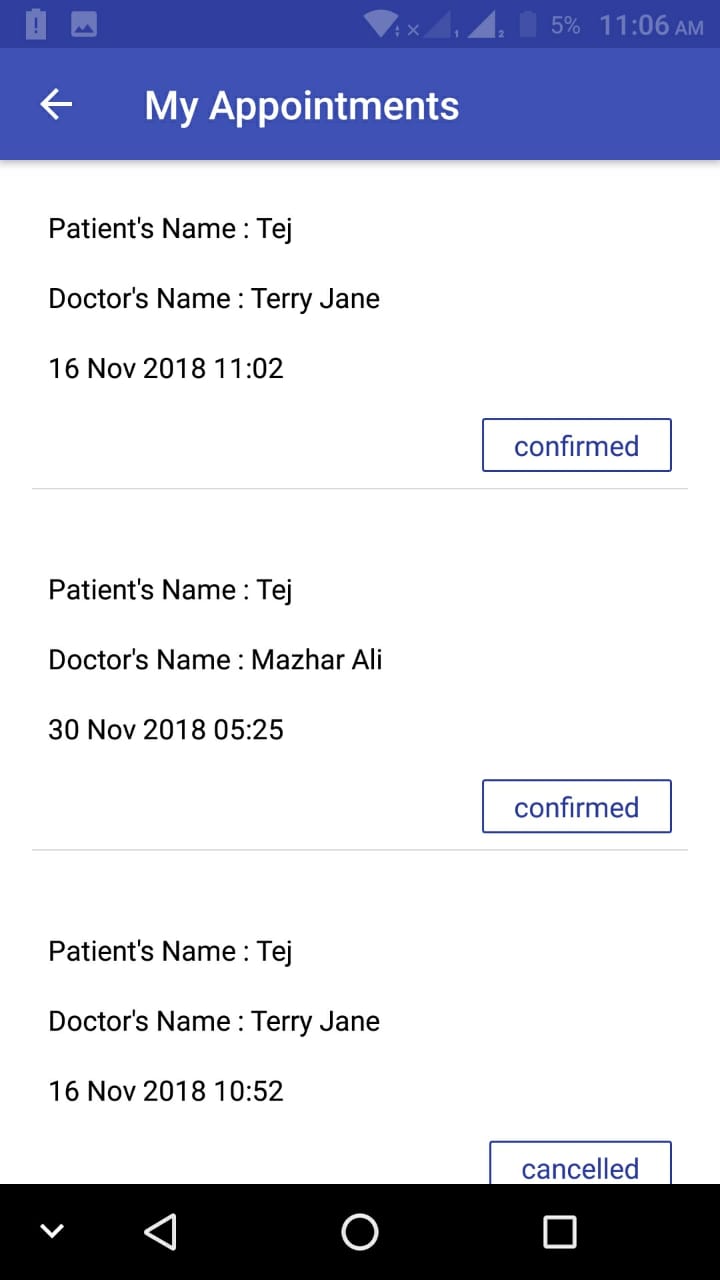 5% 11:06 AM
My Appointments
Patient's Name : Tej
Doctor's Name : Terry Jane
16 Nov 2018 11:02
confirmed
Patient's Name : Tej
Doctor's Name : Mazhar Ali
30 Nov 2018 05:25
confirmed
Patient's Name : Tej
Doctor's Name : Terry Jane
16 Nov 2018 10:52
cancelled